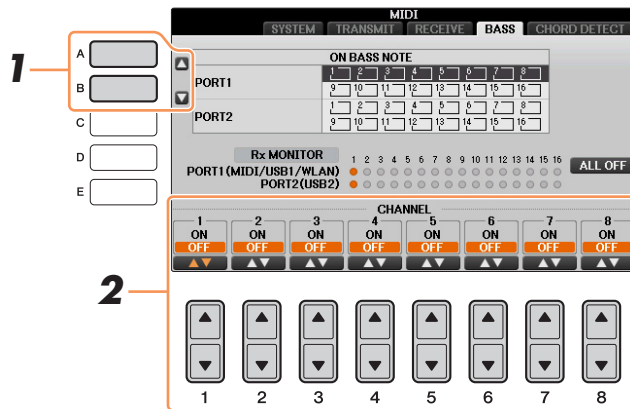 MIDI
SYSTEM TRANSMIT RECEIVE BASS CHORD DETECT
1
A
B
C
D
E
ON BASS NOTE
PORT1
1 2 3 4 5 6 7 8
9 10 11 12 13 14 15 16
PORT2
1 2 3 4 5 6 7 8
9 10 11 12 13 14 15 16
Rx MONITOR
1 2 3 4 5 6 7 8 9 10 11 12 13 14 15 16
PORT1(MIDI/USB1/WLAN)
PORT2(USB2)
ALL OFF
2
CHANNEL
1 2 3 4 5 6 7 8
ON ON ON ON ON ON ON ON
OFF OFF OFF OFF OFF OFF OFF OFF
1 2 3 4 5 6 7 8